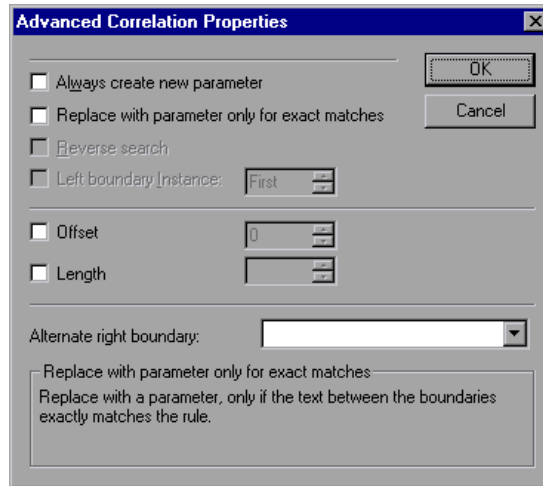 Advanced Correlation Properties
OK
Always create new parameter
Replace with parameter only for exact matches
Cancel
Reverse search
Left boundary Instance: First
Offset 0
Length
Alternate right boundary:
Replace with parameter only for exact matches
Replace with a parameter, only if the text between the boundaries
exactly matches the rule.